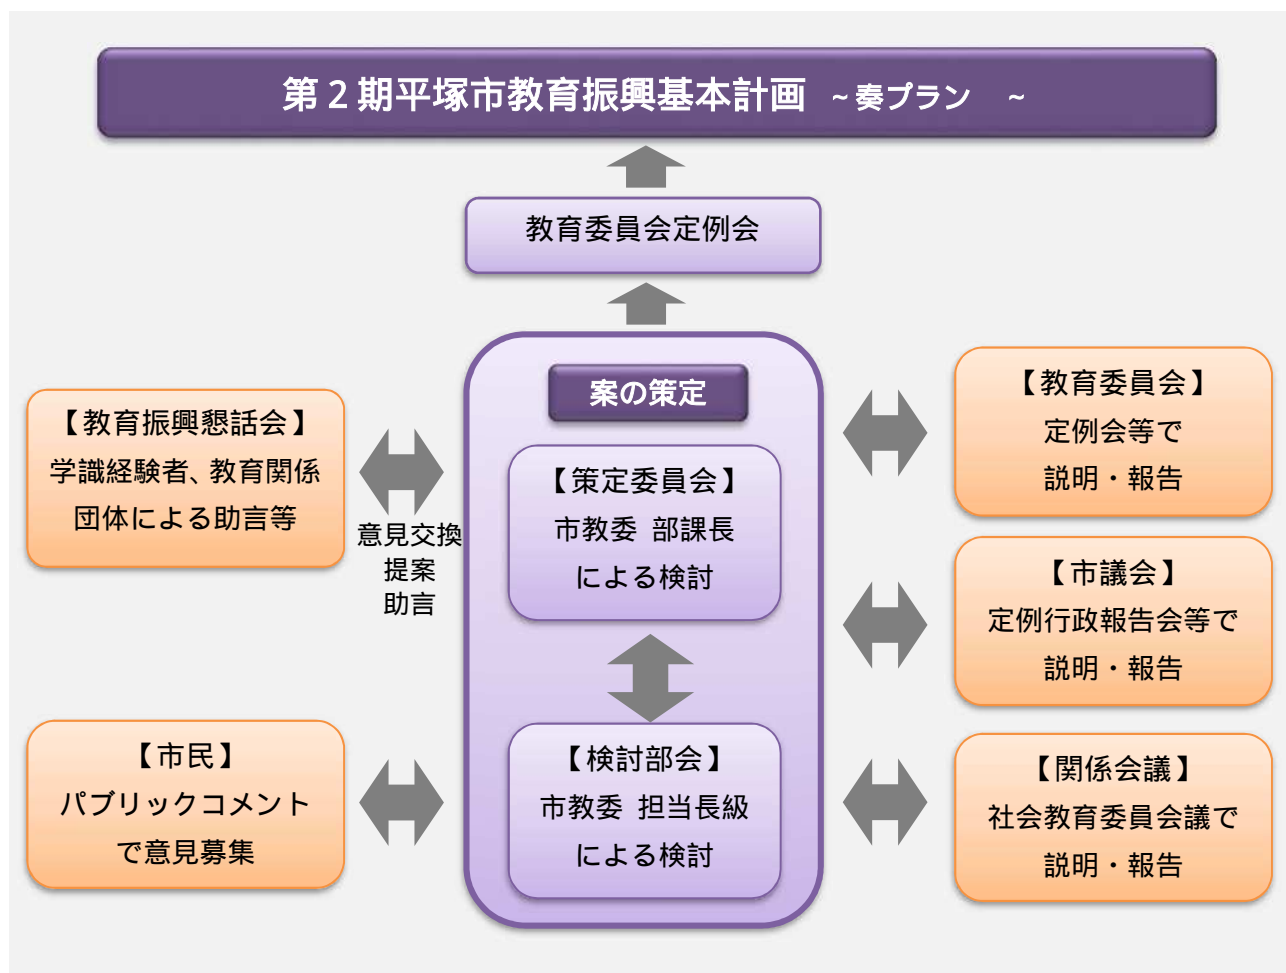 第２期平塚市教育振興基本計画 ~奏プラン ~
教育委員会定例会
案の策定
【策定委員会】
市教委 部課長
による検討
【検討部会】
市教委 担当長級
による検討
【教育振興懇話会】
学識経験者、教育関係
団体による助言等
意見交換
提案
助言
【市民】
パブリックコメント
で意見募集
【教育委員会】
定例会等で
説明・報告
【市議会】
定例行政報告会等で
説明・報告
【関係会議】
社会教育委員会議で
説明・報告